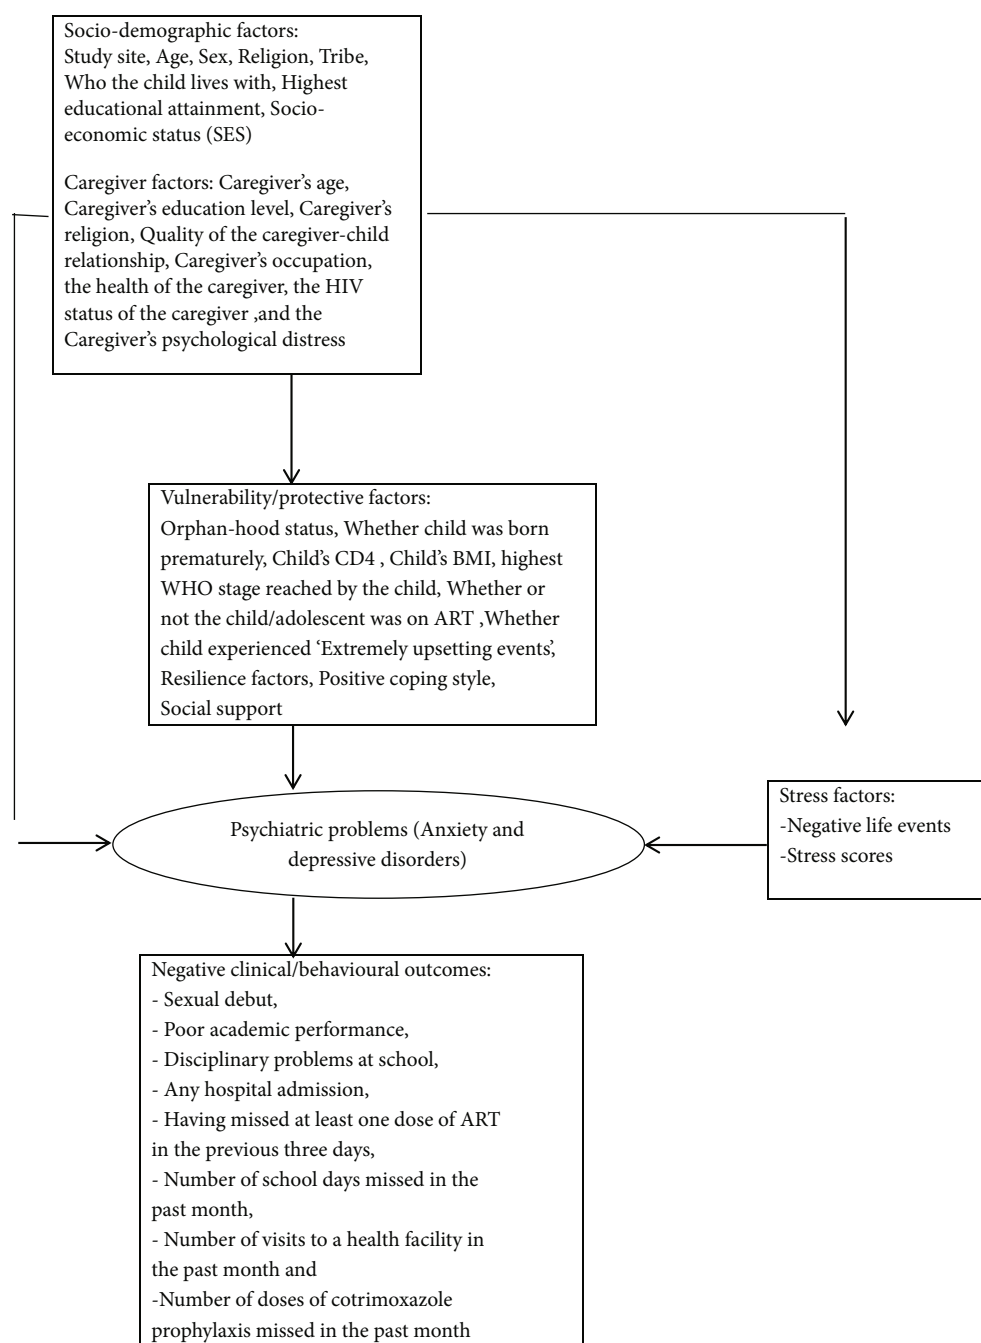 Socio-demographic factors:
Study site, Age, Sex, Religion, Tribe,
Who the child lives with, Highest
educational attainment, Socio-
economic status (SES)
Caregiver factors: Caregiver’s age,
Caregiver’s education level, Caregiver’s
religion, Quality of the caregiver-child
relationship, Caregiver’s occupation,
the health of the caregiver, the HIV
status of the caregiver ,and the
Caregiver’s psychological distress
Vulnerability/protective factors:
Orphan-hood status, Whether child was born
prematurely, Child’s CD4 , Child’s BMI, highest
WHO stage reached by the child, Whether or
not the child/adolescent was on ART ,Whether
child experienced ‘Extremely upsetting events’,
Resilience factors, Positive coping style,
Social support
Psychiatric problems (Anxiety and
depressive disorders)
Stress factors:
-Negative life events
-Stress scores
Negative clinical/behavioural outcomes:
- Sexual debut,
- Poor academic performance,
- Disciplinary problems at school,
- Any hospital admission,
- Having missed at least one dose of ART
in the previous three days,
- Number of school days missed in the
past month,
- Number of visits to a health facility in
the past month and
-Number of doses of cotrimoxazole
prophylaxis missed in the past month